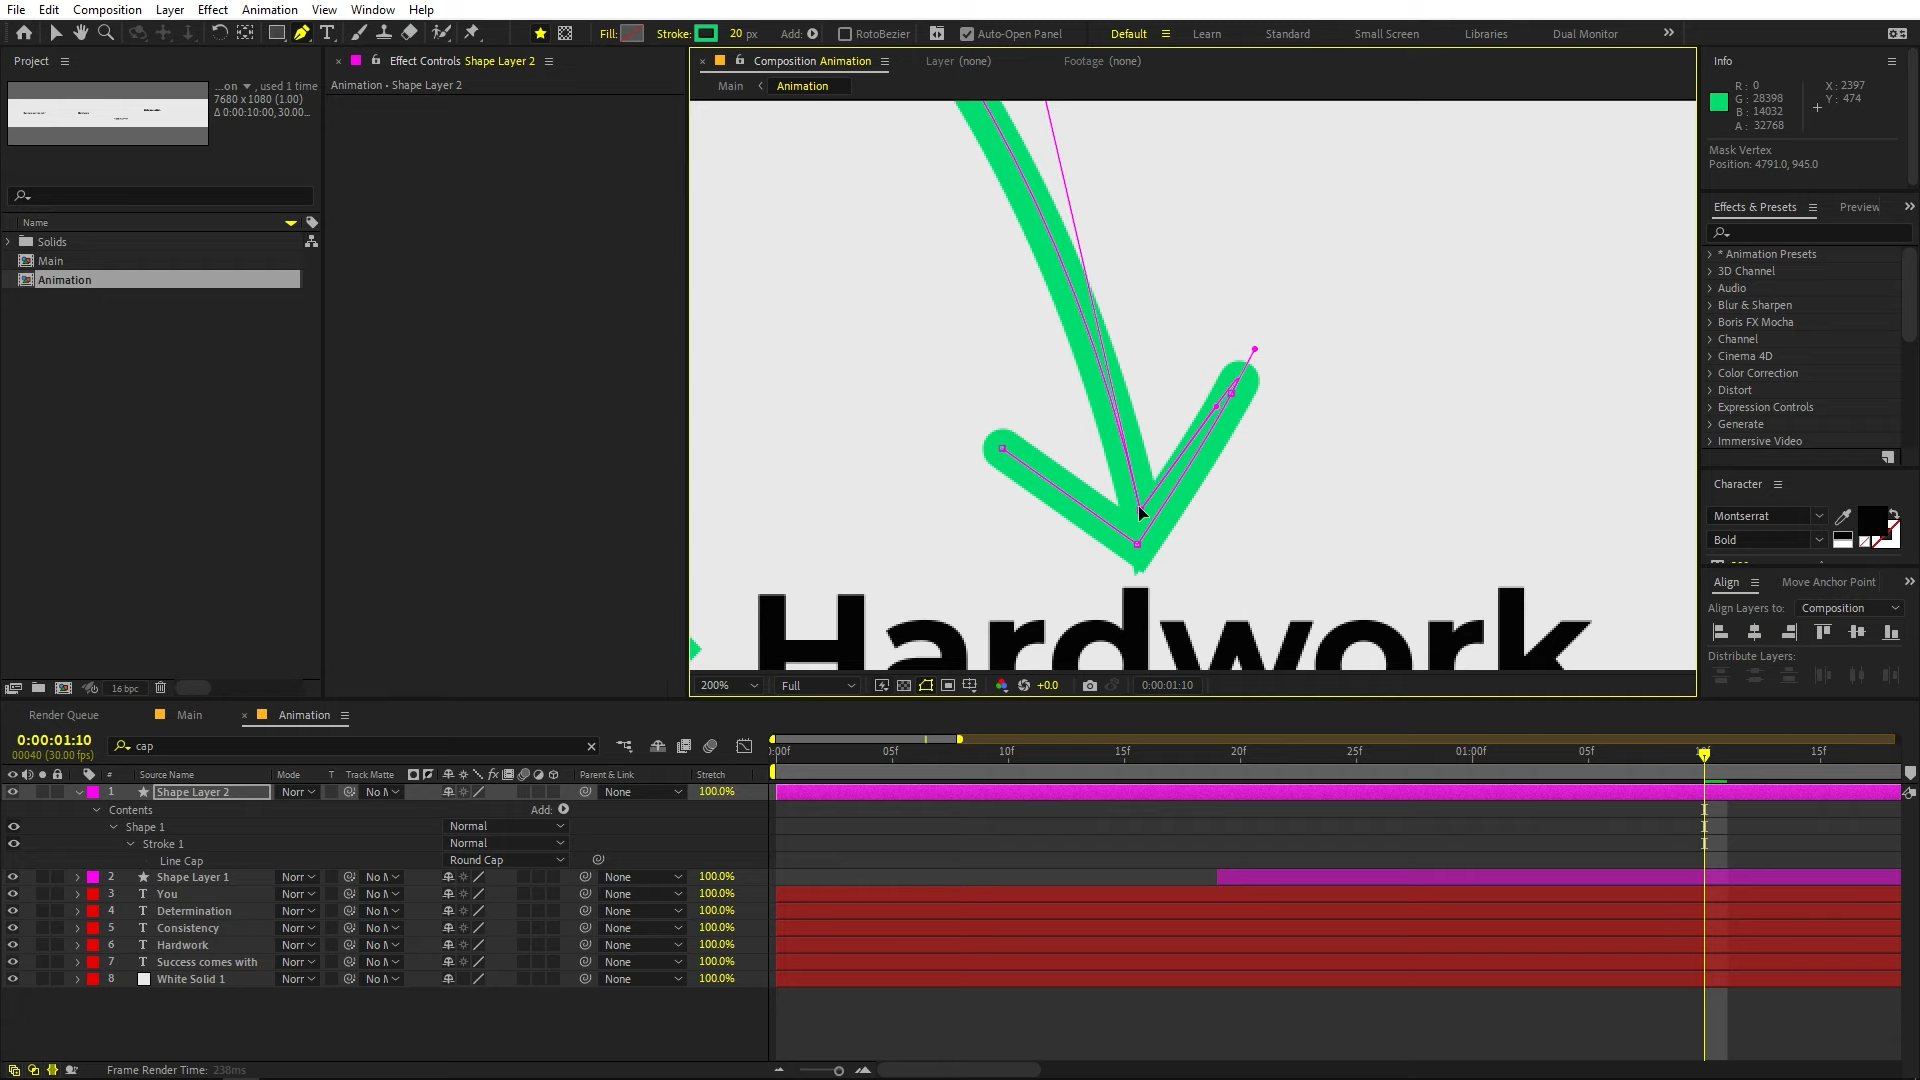 File Edit Composition Layer Effect Animation View Window Help
Fill: Stroke: 20 px Add: RotoBezier Auto-Open Panel Default Learn Standard Small Screen Libraries Dual Monitor
Project Effect Controls Shape Layer 2 Composition Animation Layer (none) Footage (none) Info
Animation • Shape Layer 2 Main Animation
...on , used 1 time
7680 x 1080 (1.00)
Δ 0:00:10:00, 30.00...
R : 0 X : 2397
G : 28398 Y : 474
B : 14032
A : 32768
Mask Vertex
Position: 4791.0, 945.0
Name
Solids
Main
Animation
Effects & Presets Preview
* Animation Presets
3D Channel
Audio
Blur & Sharpen
Boris FX Mocha
Channel
Cinema 4D
Color Correction
Distort
Expression Controls
Generate
Immersive Video
Character
Montserrat
Bold
Align Move Anchor Point
Align Layers to: Composition
Distribute Layers:
Hardwork
16 bpc 200% Full +0.0 0:00:01:10
Render Queue Main Animation
0:00:01:10
00040 (30.00 fps)
cap
:00f 05f 10f 15f 20f 25f 01:00f 05f 10f 15f
# Source Name Mode T Track Matte Parent & Link Stretch
1 Shape Layer 2 Norr No M None 100.0%
Contents Add:
Shape 1 Normal
Stroke 1 Normal
Line Cap Round Cap
2 Shape Layer 1 Norr No M None 100.0%
3 T You Norr No M None 100.0%
4 T Determination Norr No M None 100.0%
5 T Consistency Norr No M None 100.0%
6 T Hardwork Norr No M None 100.0%
7 T Success comes with Norr No M None 100.0%
8 White Solid 1 Norr No M None 100.0%
Frame Render Time: 238ms